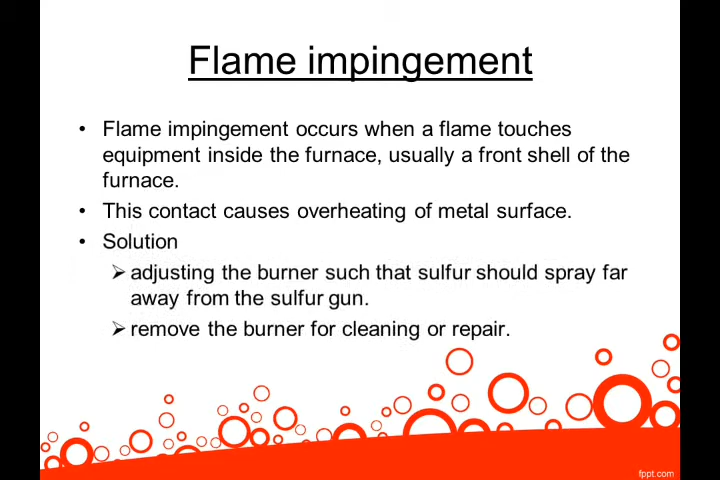 Flame impingement
• Flame impingement occurs when a flame touches
equipment inside the furnace, usually a front shell of the
furnace.
• This contact causes overheating of metal surface.
• Solution
➢ adjusting the burner such that sulfur should spray far
away from the sulfur gun.
➢ remove the burner for cleaning or repair.
fppt.com